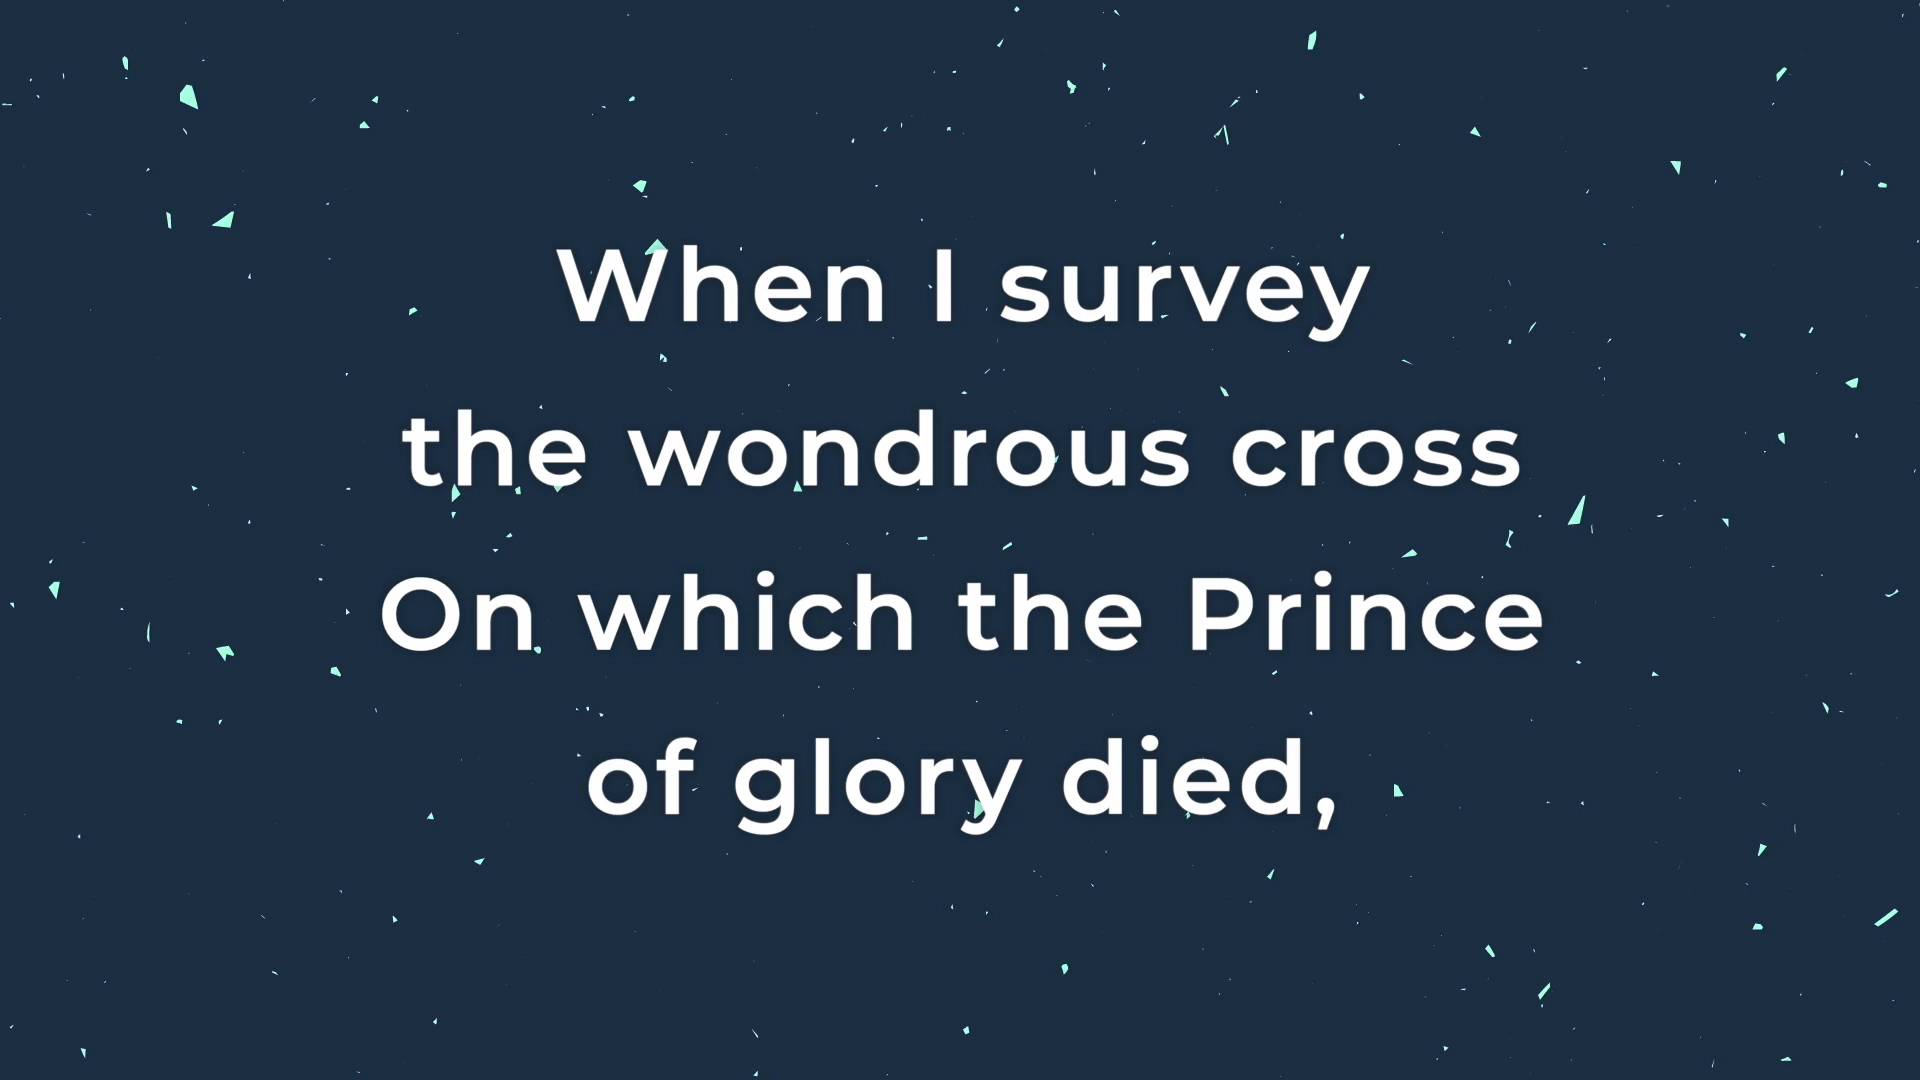 When I survey
the wondrous cross
On which the Prince
of glory died,